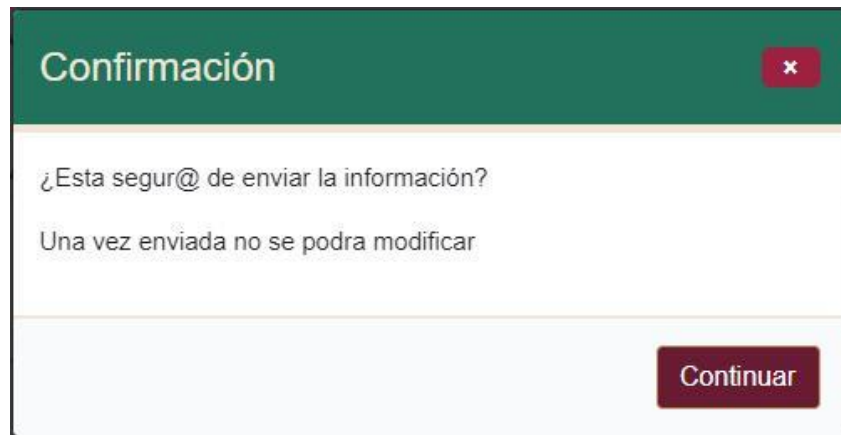 Confirmación
¿Esta segur@ de enviar la información?
Una vez enviada no se podra modificar
Continuar